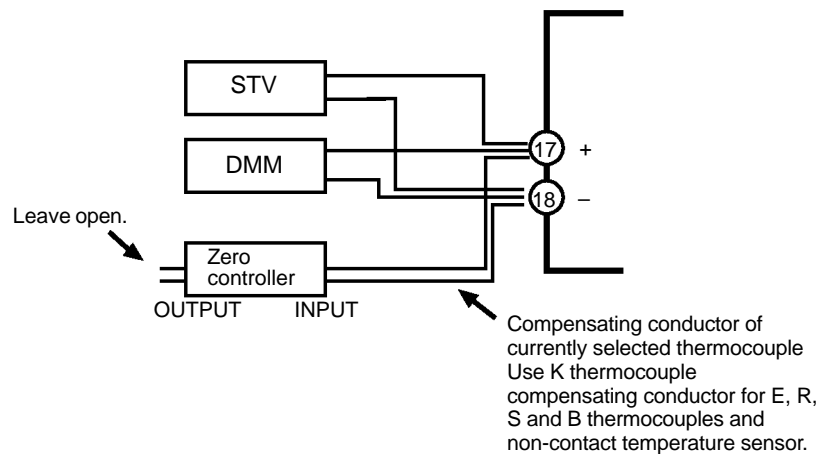 STV
DMM
17 +
18 –
Leave open.
Zero
controller
OUTPUT INPUT
Compensating conductor of
currently selected thermocouple
Use K thermocouple
compensating conductor for E, R,
S and B thermocouples and
non-contact temperature sensor.